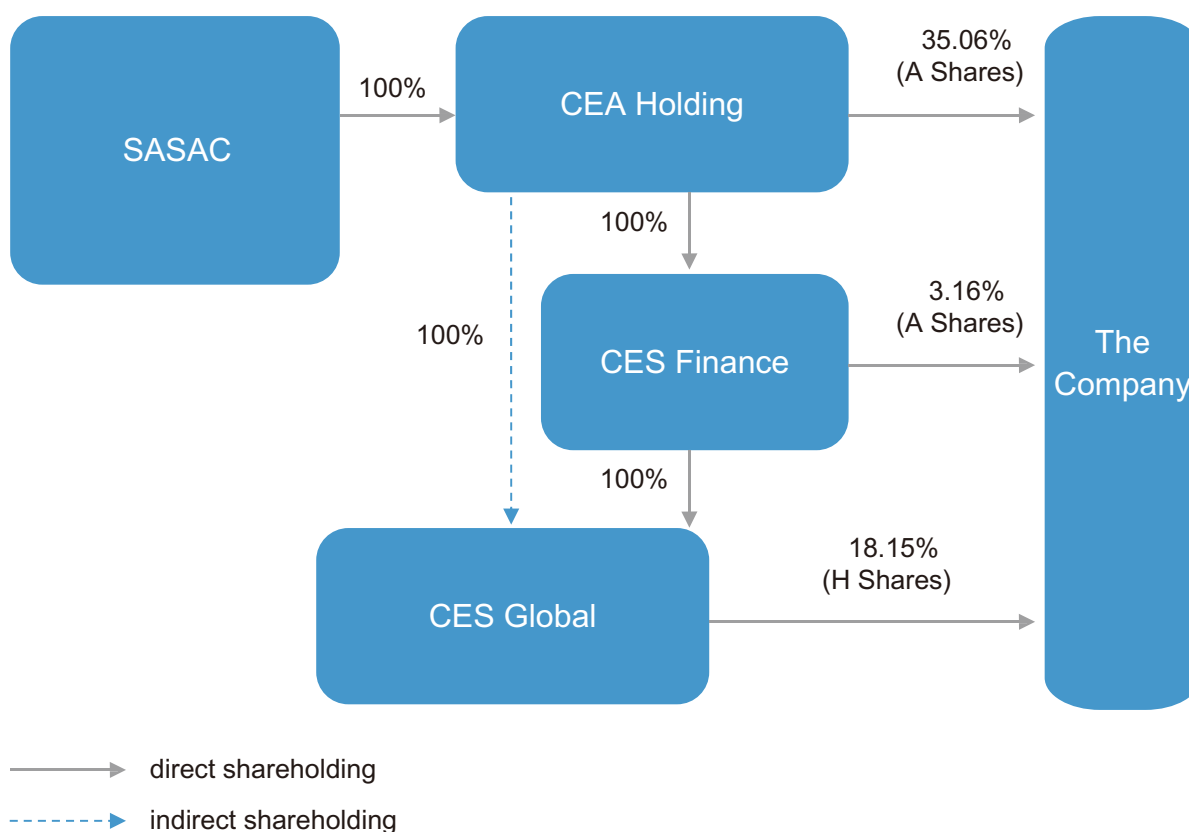 35.06%
(A Shares)
100%
CEA Holding
SASAC
100%
3.16%
(A Shares)
100%
CES Finance
The
Company
100%
18.15%
(H Shares)
CES Global
direct shareholding
indirect shareholding